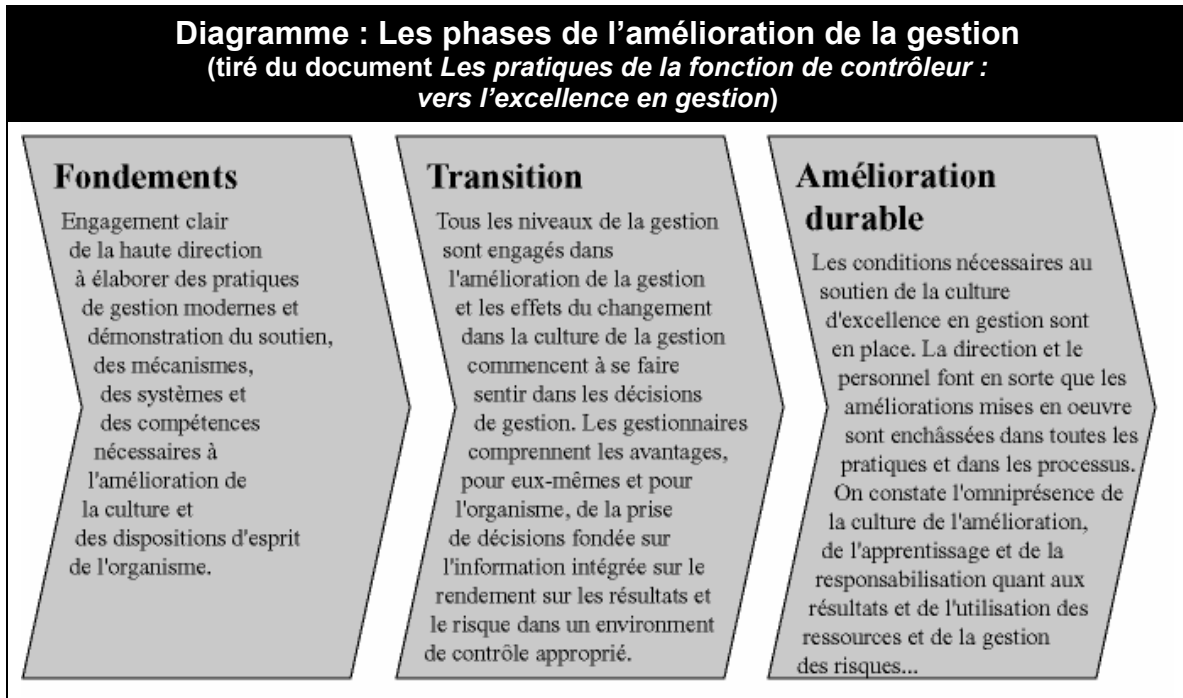 Diagramme : Les phases de l’amélioration de la gestion
(tiré du document Les pratiques de la fonction de contrôleur :
vers l’excellence en gestion)
Fondements
Engagement clair
de la haute direction
à élaborer des pratiques
de gestion modernes et
démonstration du soutien,
des mécanismes,
des systèmes et
des compétences
nécessaires à
l'amélioration de
la culture et
des dispositions d'esprit
de l'organisme.
Transition
Tous les niveaux de la gestion
sont engagés dans
l'amélioration de la gestion
et les effets du changement
dans la culture de la gestion
commencent à se faire
sentir dans les décisions
de gestion. Les gestionnaires
comprennent les avantages,
pour eux-mêmes et pour
l'organisme, de la prise
de décisions fondée sur
l'information intégrée sur le
rendement sur les résultats et
le risque dans un environment
de contrôle approprié.
Amélioration
durable
Les conditions nécessaires au
soutien de la culture
d'excellence en gestion sont
en place. La direction et le
personnel font en sorte que les
améliorations mises en oeuvre
sont enchâssées dans toutes les
pratiques et dans les processus.
On constate l'omniprésence de
la culture de l'amélioration,
de l'apprentissage et de la
responsabilisation quant aux
résultats et de l'utilisation des
ressources et de la gestion
des risques...